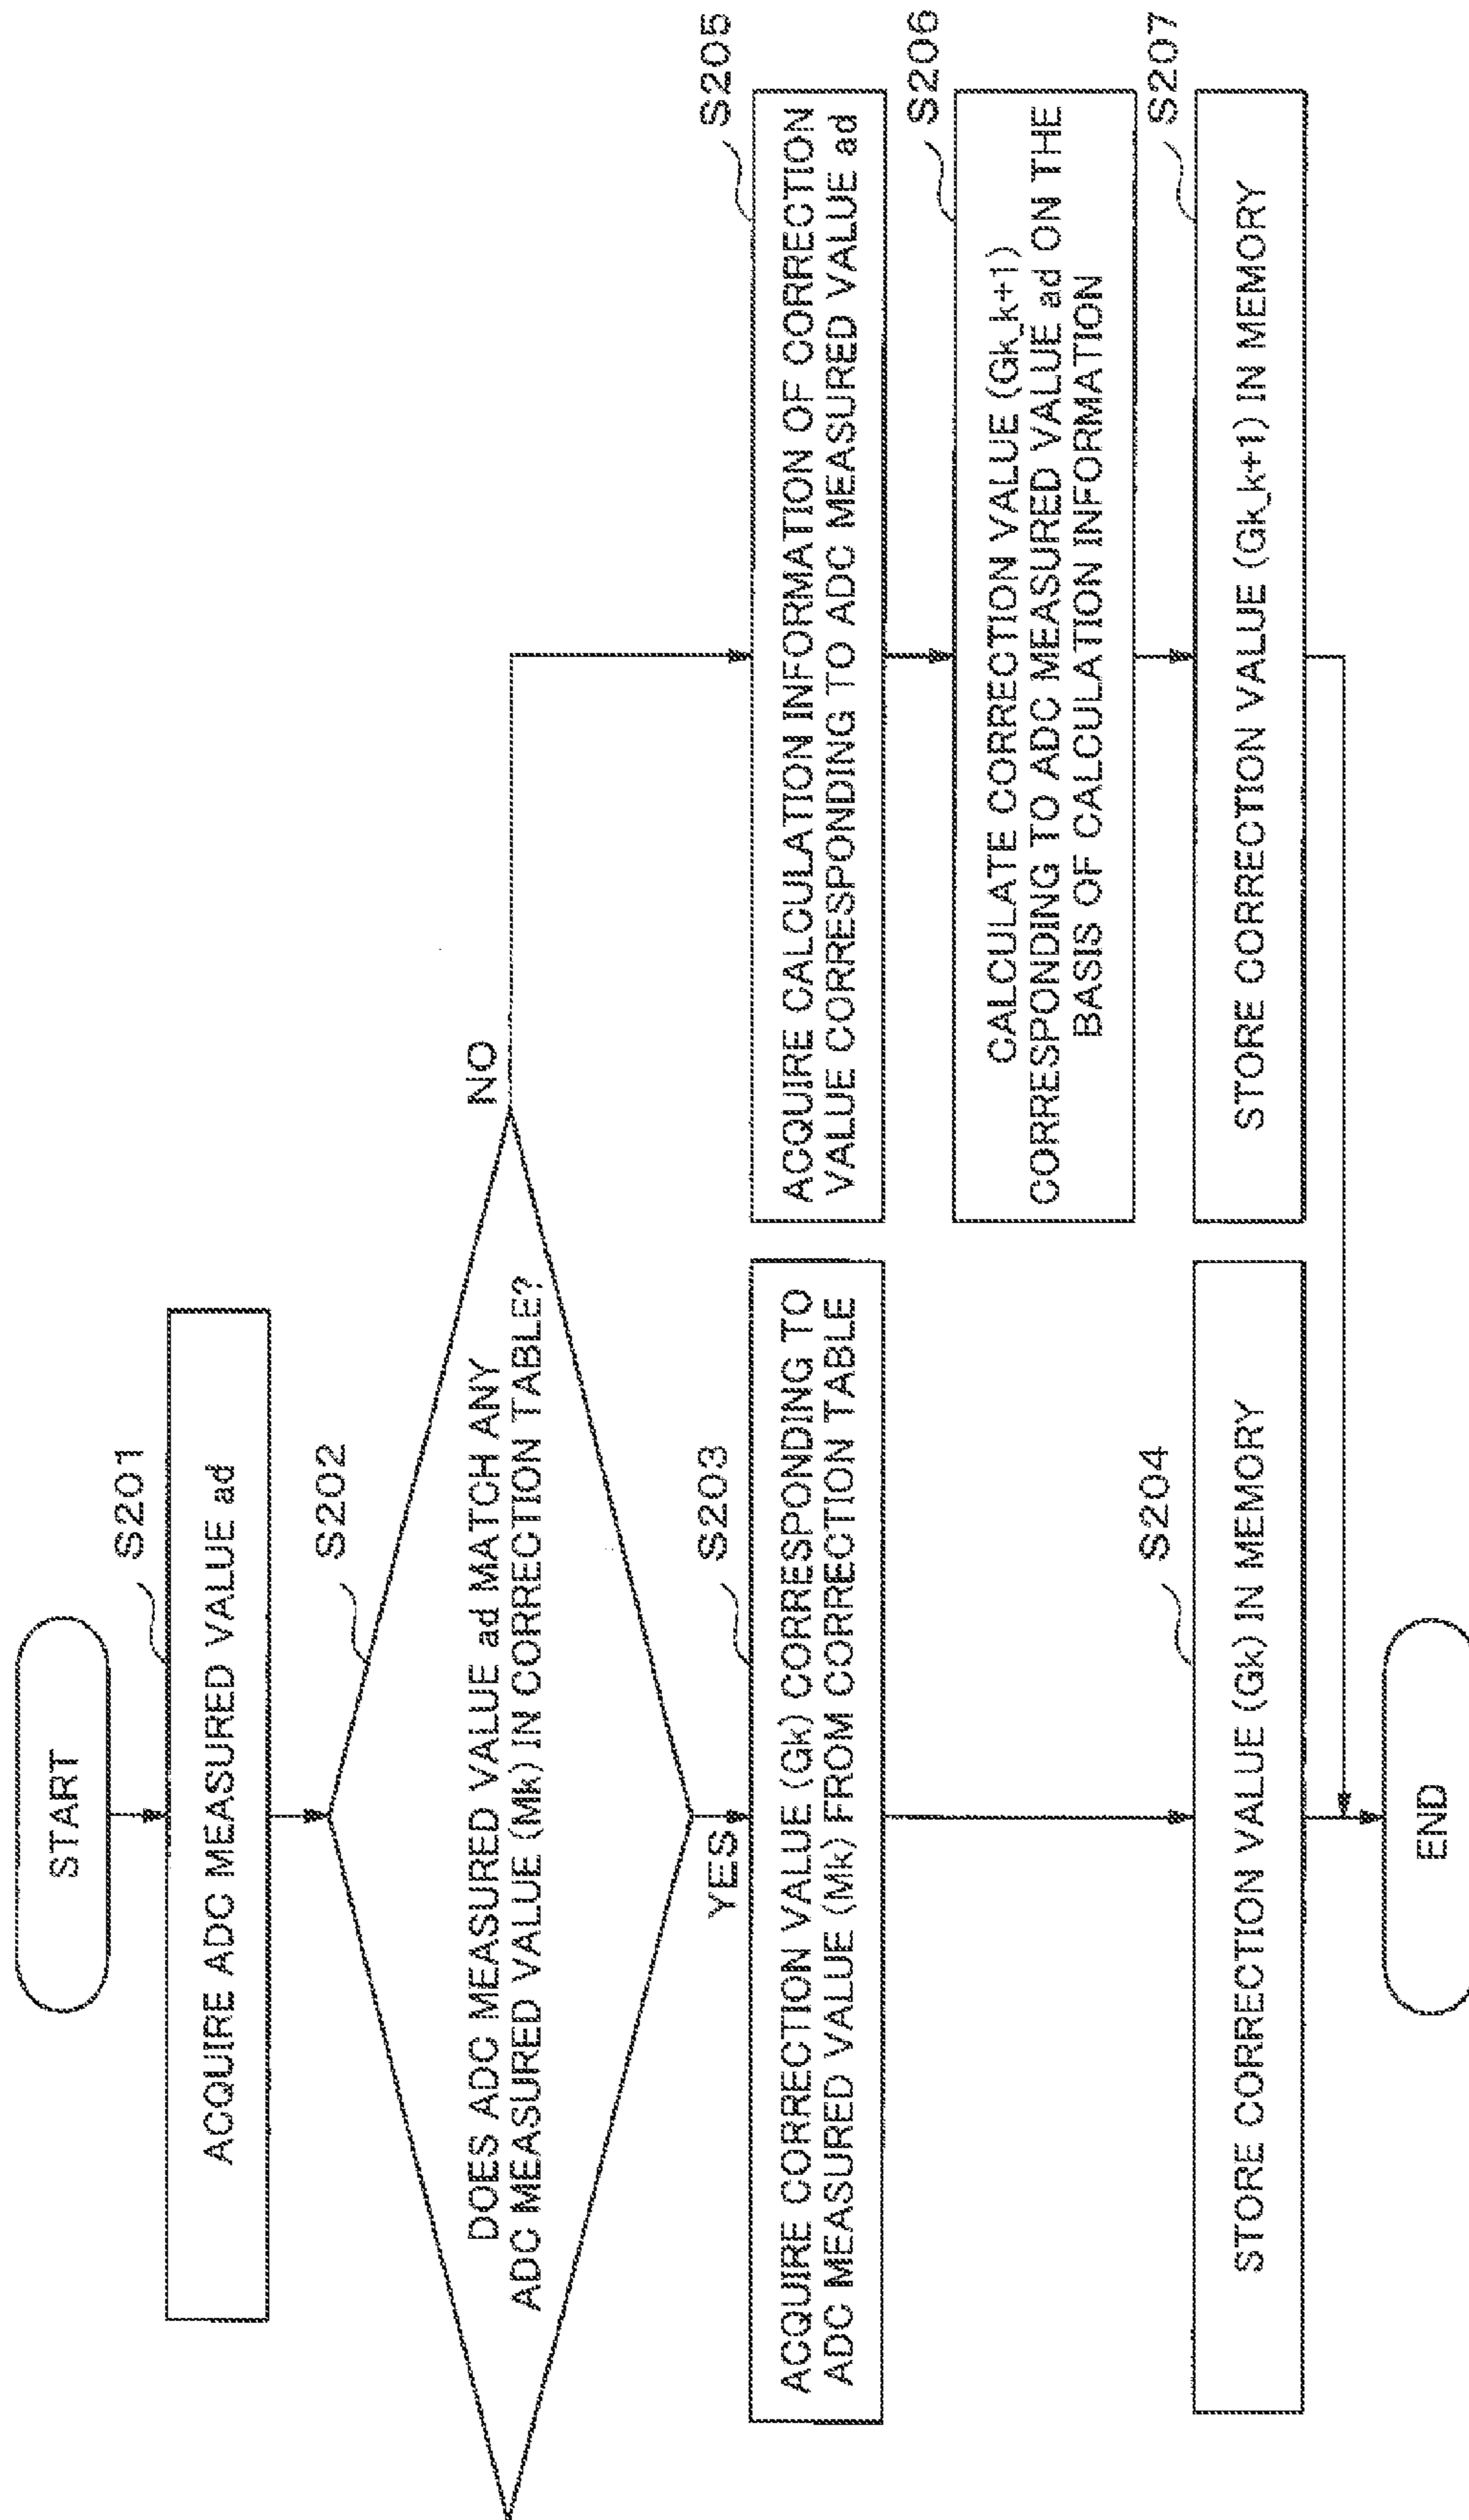 START
S201
ACQUIRE ADC MEASURED VALUE ad
S202
DOES ADC MEASURED VALUE ad MATCH ANY
ADC MEASURED VALUE (Mk) IN CORRECTION TABLE?
NO
YES
S203
ACQUIRE CORRECTION VALUE (Gk) CORRESPONDING TO
ADC MEASURED VALUE (Mk) FROM CORRECTION TABLE
S204
STORE CORRECTION VALUE (Gk) IN MEMORY
S205
ACQUIRE CALCULATION INFORMATION OF CORRECTION
VALUE CORRESPONDING TO ADC MEASURED VALUE ad
S206
CALCULATE CORRECTION VALUE (Gk_k+1)
CORRESPONDING TO ADC MEASURED VALUE ad ON THE
BASIS OF CALCULATION INFORMATION
S207
STORE CORRECTION VALUE (Gk_k+1) IN MEMORY
END